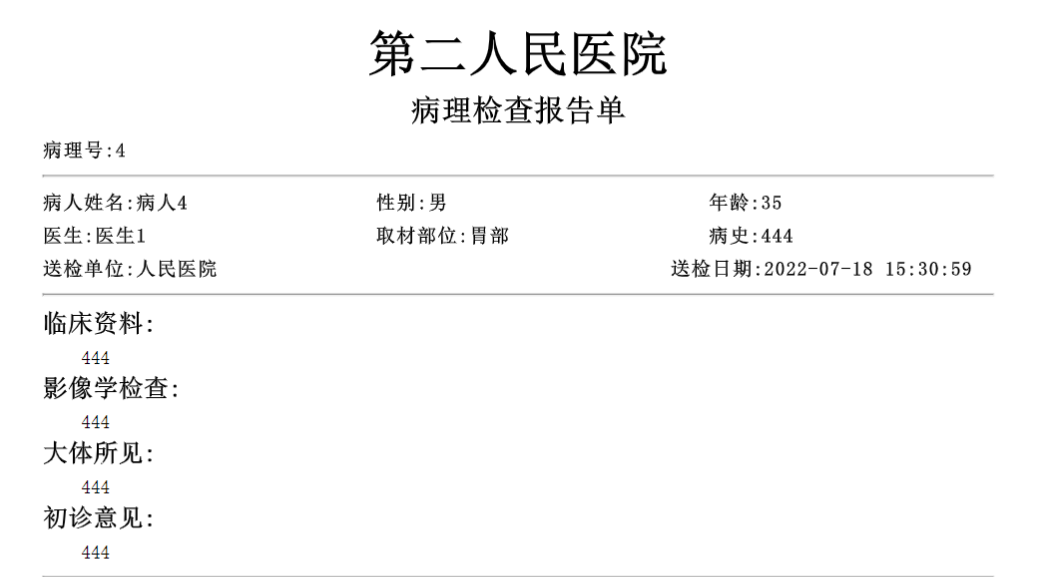 第二人民医院
病理检查报告单
病理号:4
病人姓名:病人4 性别:男 年龄:35
医生:医生1 取材部位:胃部 病史:444
送检单位:人民医院 送检日期:2022-07-18 15:30:59
临床资料:
444
影像学检查:
444
大体所见:
444
初诊意见:
444